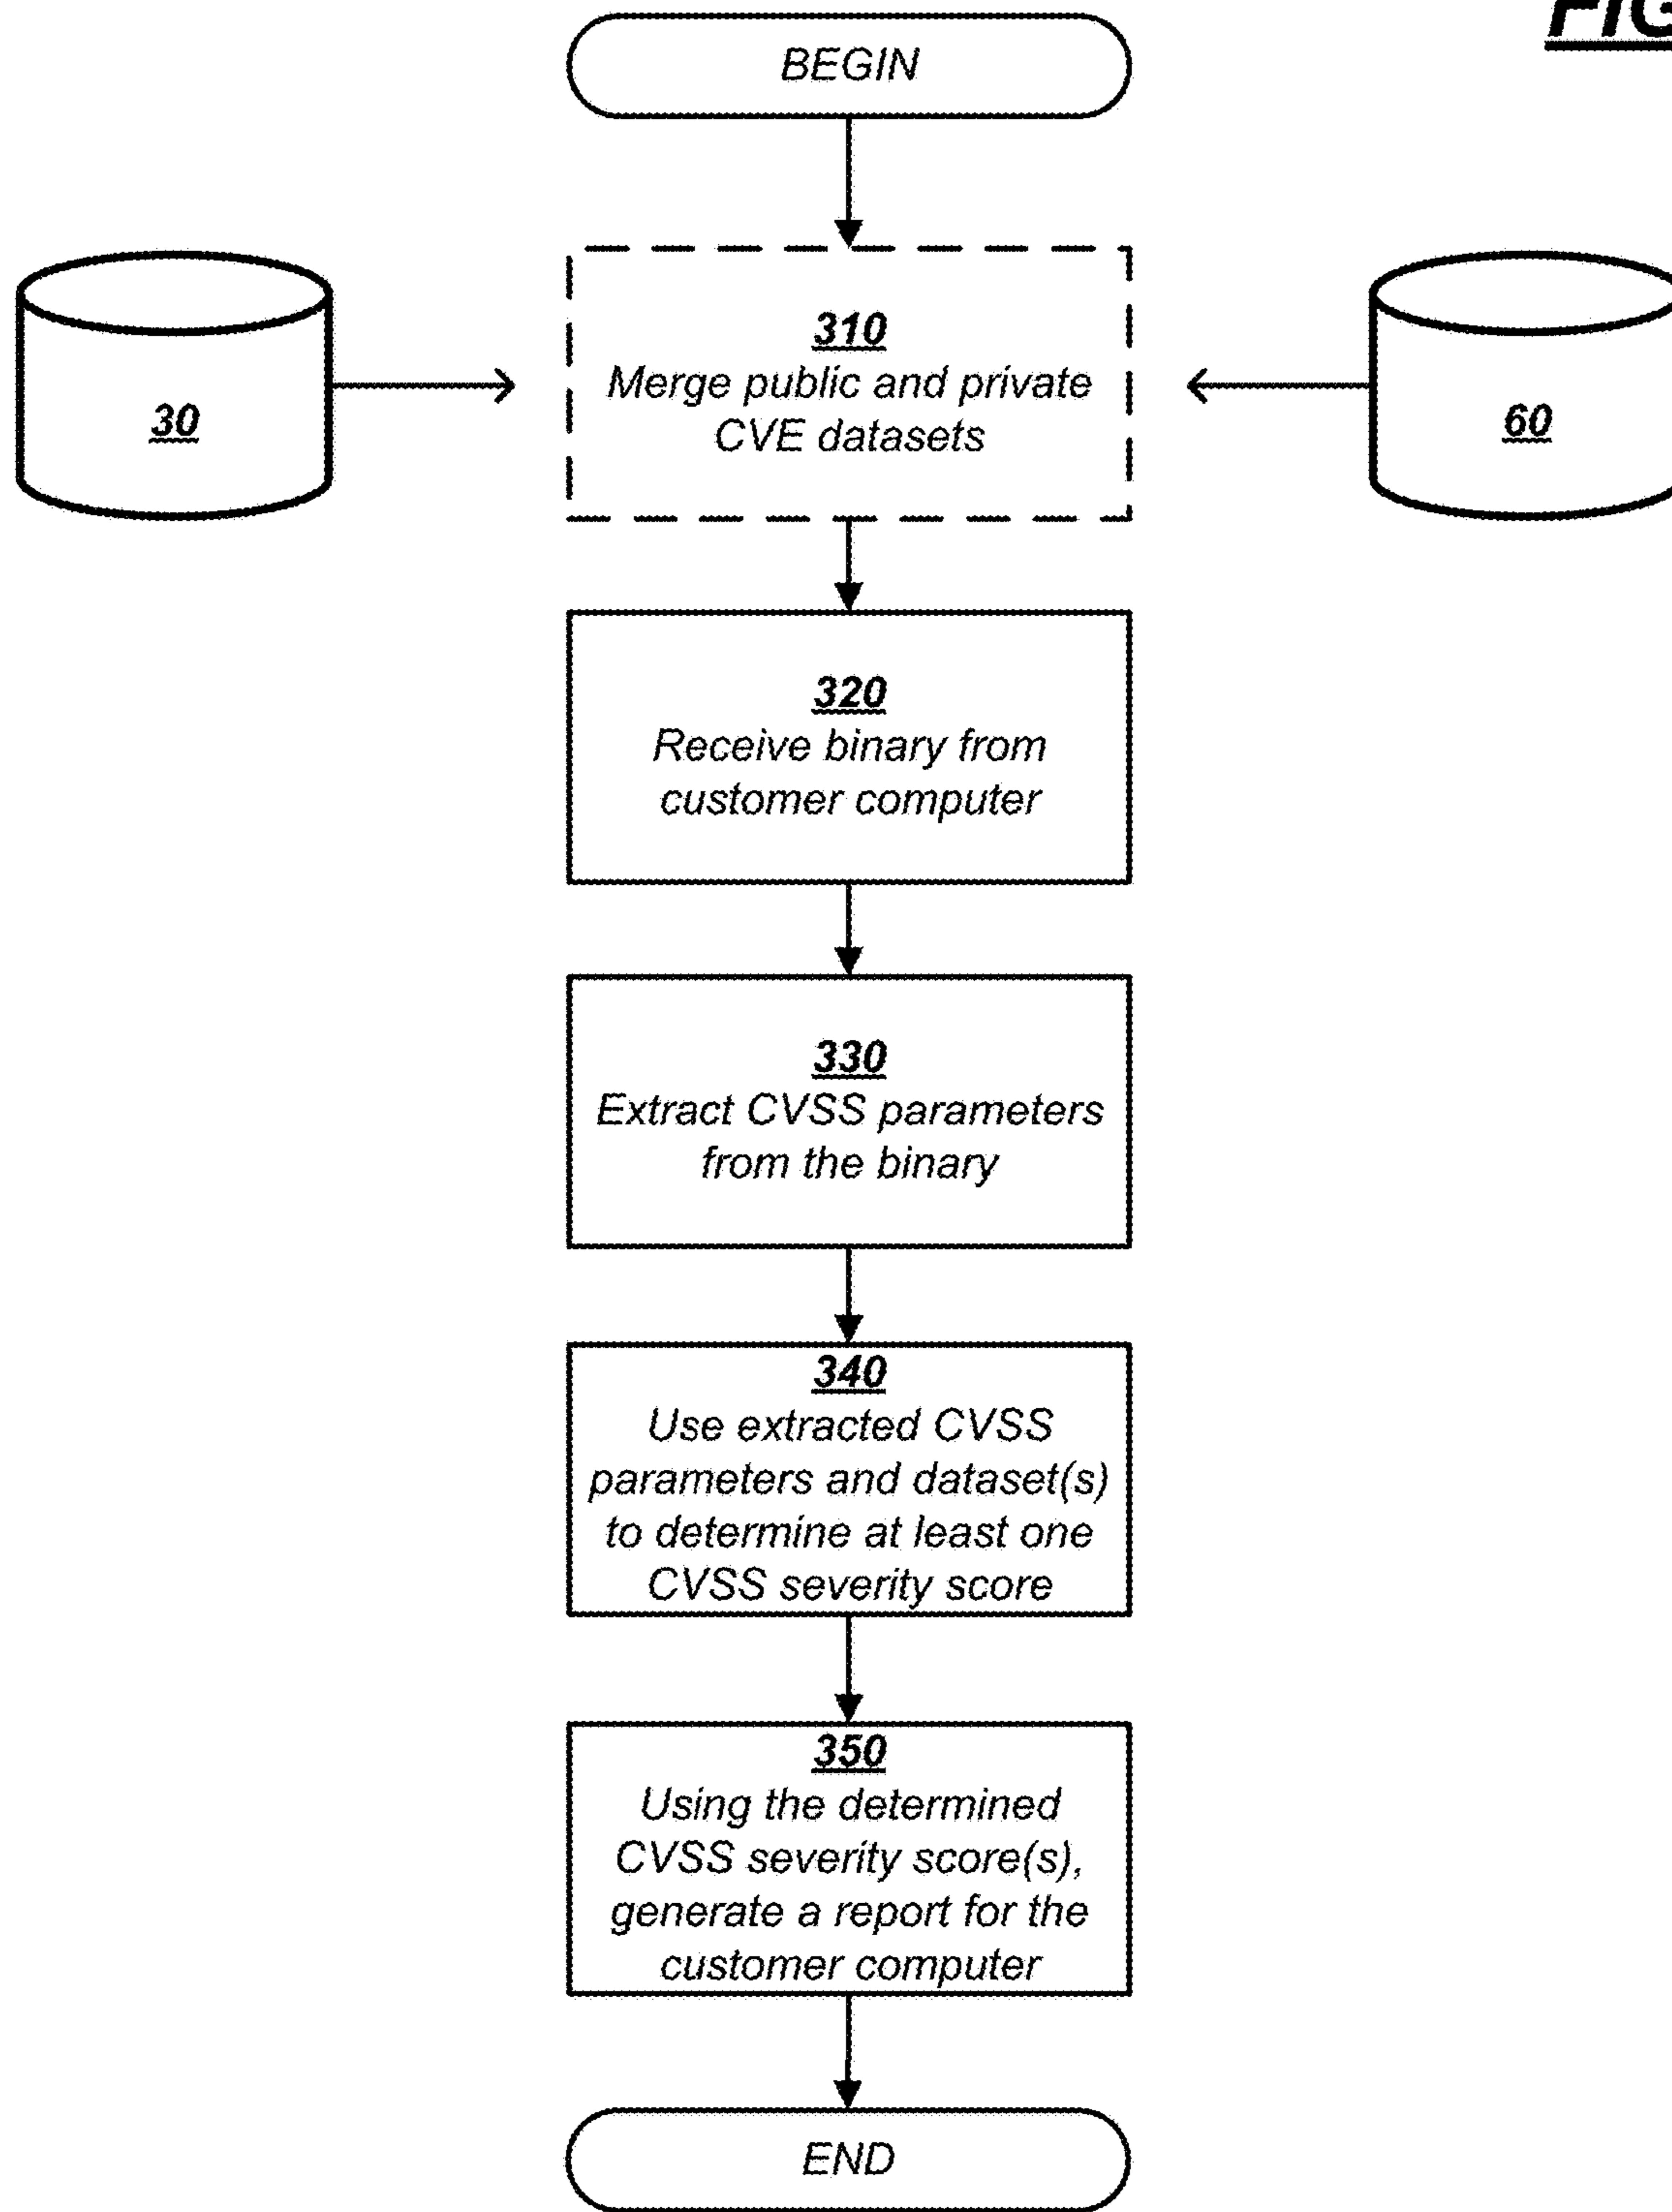 FIG
BEGIN
310
Merge public and private
CVE datasets
30
60
320
Receive binary from
customer computer
330
Extract CVSS parameters
from the binary
340
Use extracted CVSS
parameters and dataset(s)
to determine at least one
CVSS severity score
350
Using the determined
CVSS severity score(s),
generate a report for the
customer computer
END